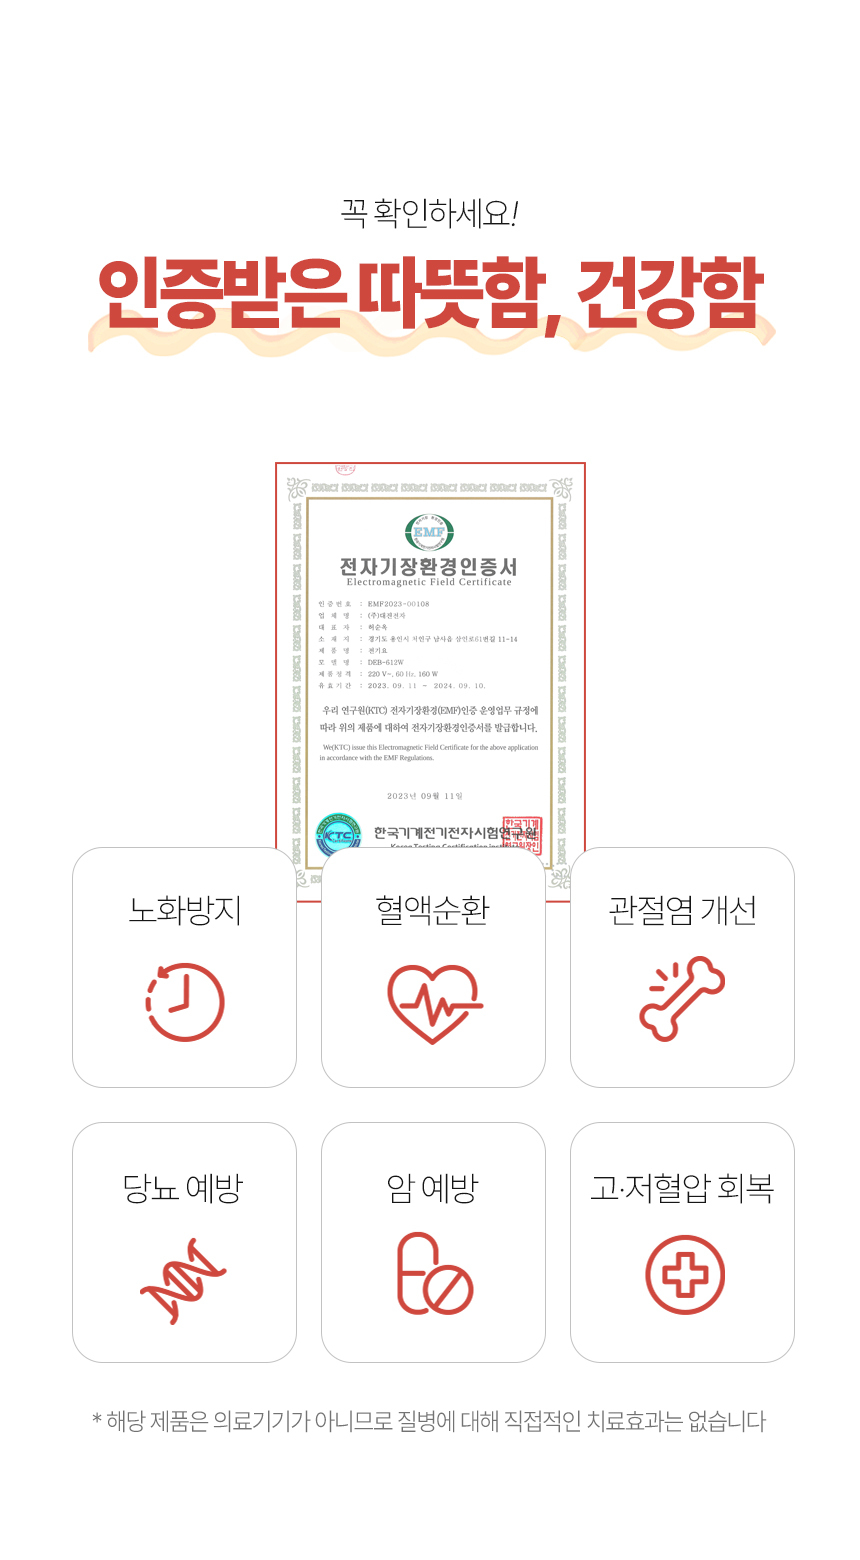 꼭 확인하세요!
인증받은 따뜻함, 건강함
EMF
전자기장환경인증서
Electromagnetic Field Certificate
인 증 번 호 : EMF2023-00108
업 체 명 : (주)대진전자
대 표 자 : 허순옥
소 재 지 : 경기도 용인시 처인구 남사읍 삼인로61번길 11-14
제 품 명 : 전기요
모 델 명 : DEB-612W
제 품 정 격 : 220 V~, 60 Hz, 160 W
유 효 기 간 : 2023. 09. 11 ~ 2024. 09. 10.
우리 연구원(KTC) 전자기장환경(EMF)인증 운영업무 규정에
따라 위의 제품에 대하여 전자기장환경인증서를 발급합니다.
We(KTC) issue this Electromagnetic Field Certificate for the above application
in accordance with the EMF Regulations.
2023년 09월 11일
KTC
한국기계전기전자시험연구원
노화방지
혈액순환
관절염 개선
당뇨 예방
암 예방
고·저혈압 회복
* 해당 제품은 의료기기가 아니므로 질병에 대해 직접적인 치료효과는 없습니다